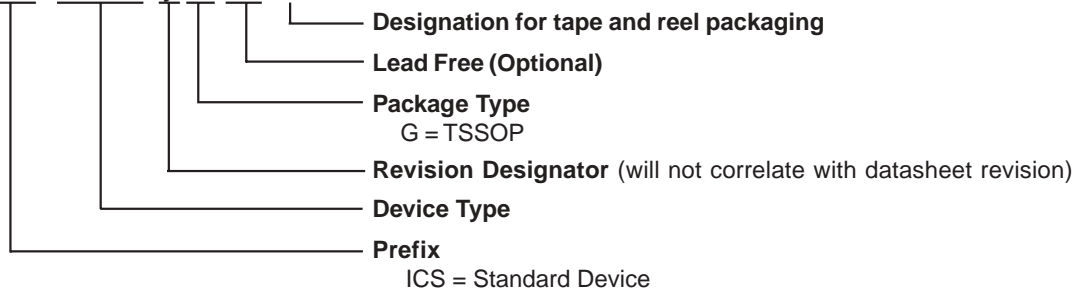 Designation for tape and reel packaging
Lead Free (Optional)
Package Type
G = TSSOP
Revision Designator (will not correlate with datasheet revision)
Device Type
Prefix
ICS = Standard Device